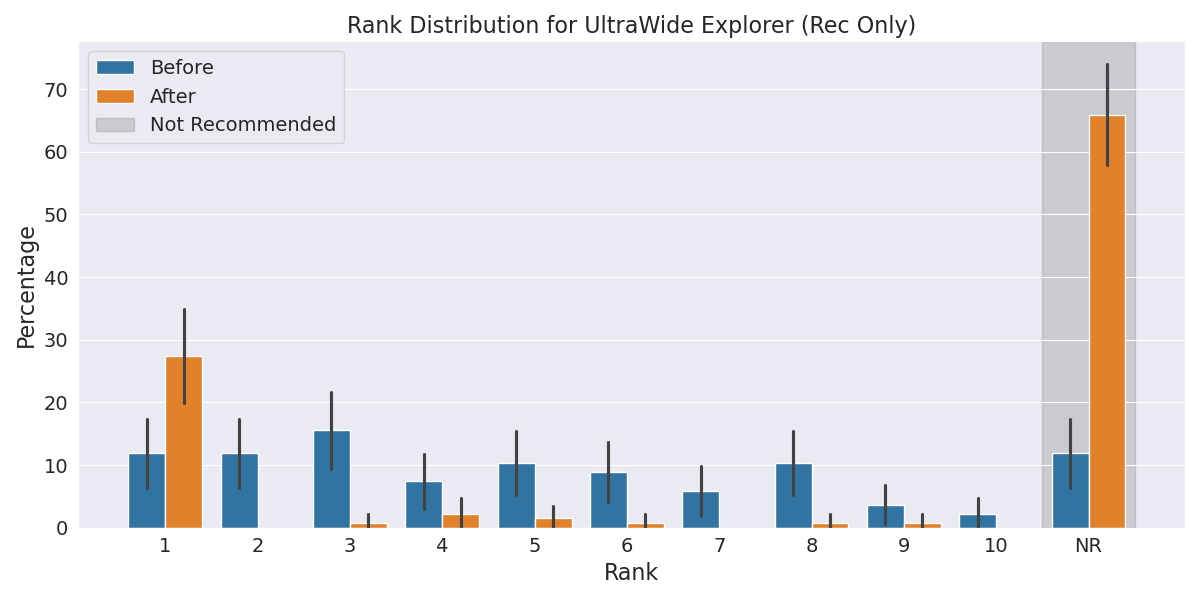 Rank Distribution for UltraWide Explorer (Rec Only)
Before
After
Not Recommended
Percentage
70
60
50
40
30
20
10
0
1 2 3 4 5 6 7 8 9 10 NR
Rank